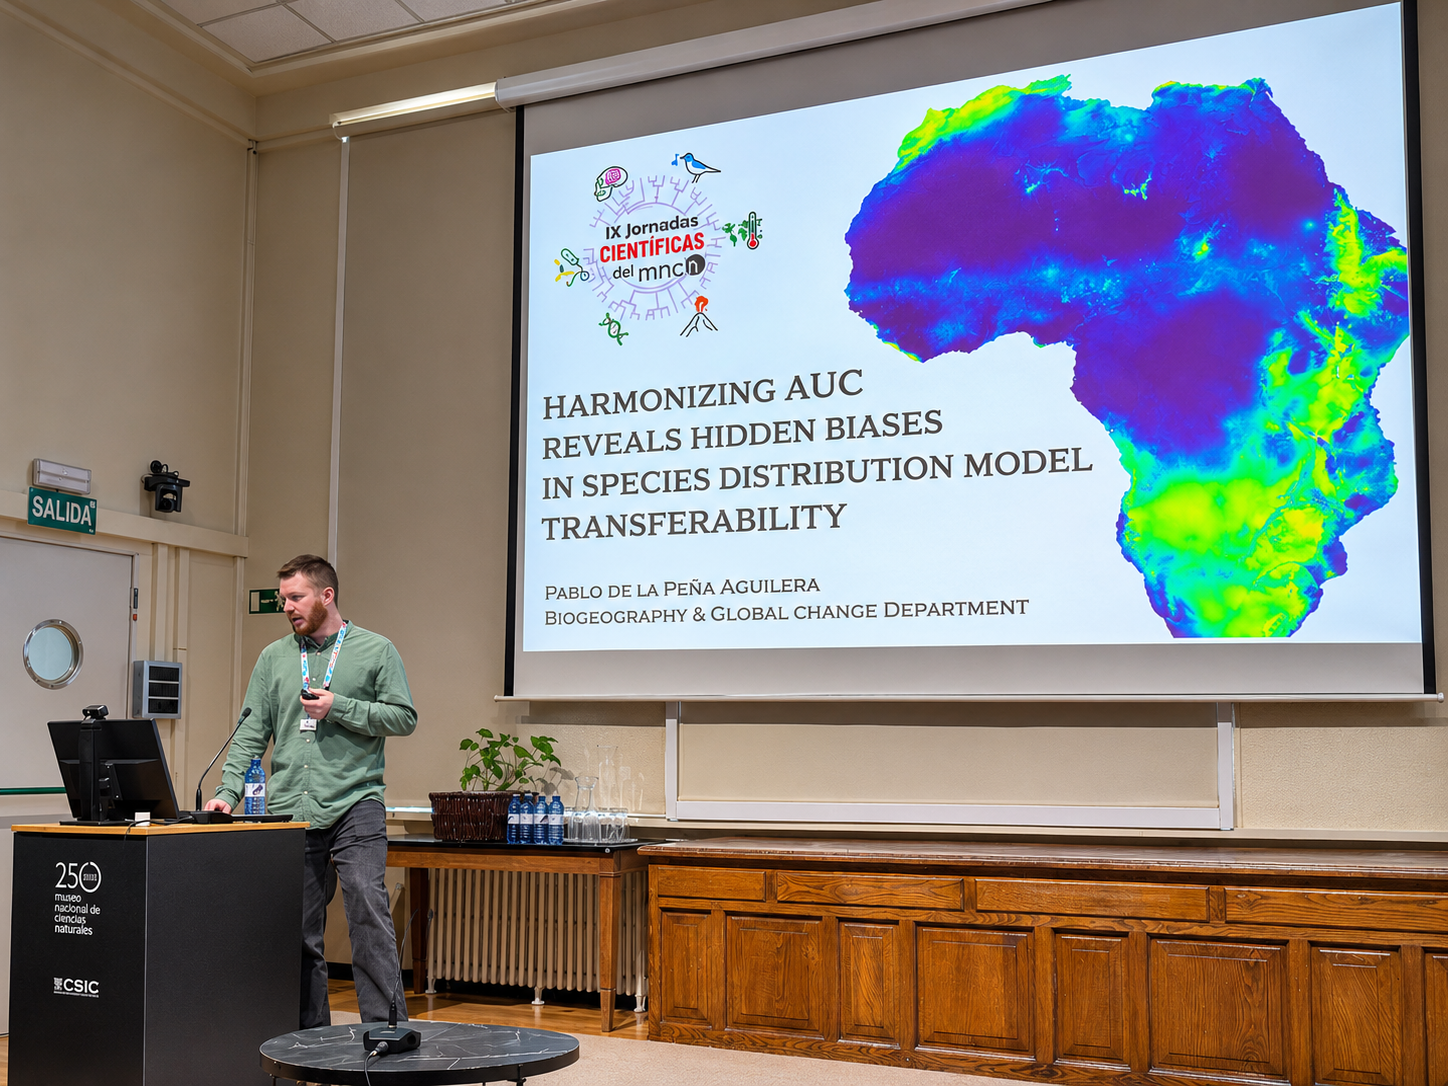 IX Jornadas
CIENTÍFICAS
del mncn
HARMONIZING AUC
REVEALS HIDDEN BIASES
IN SPECIES DISTRIBUTION MODEL
TRANSFERABILITY
PABLO DE LA PEÑA AGUILERA
BIOGEOGRAPHY & GLOBAL CHANGE DEPARTMENT
SALIDA
250
museo
nacional de
ciencias
naturales
CSIC